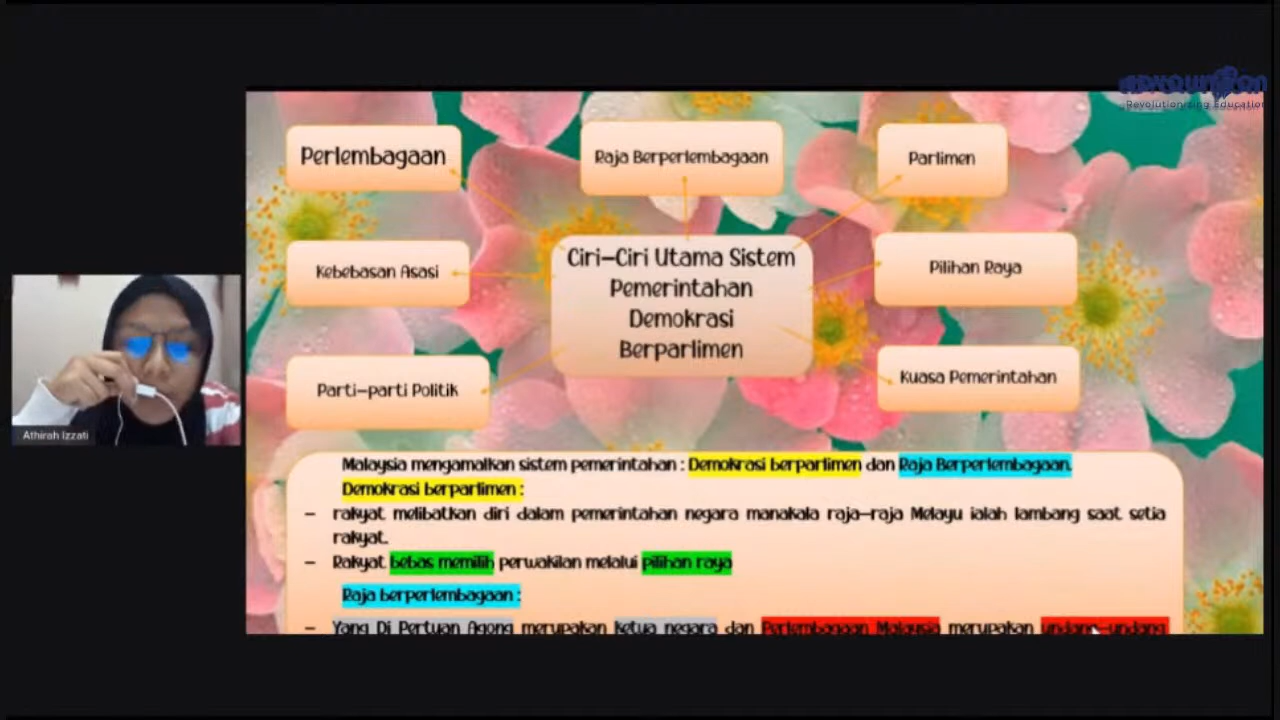 Revolutionizing Education
Perlembagaan
Raja Berperlembagaan
Parlimen
Kebebasan Asasi
Ciri-Ciri Utama Sistem
Pemerintahan
Demokrasi
Berparlimen
Pilihan Raya
Parti-parti Politik
Kuasa Pemerintahan
Athirah Izzati
Malaysia mengamalkan sistem pemerintahan : Demokrasi berparlimen dan Raja Berperlembagaan.
Demokrasi berparlimen :
- rakyat melibatkan diri dalam pemerintahan negara manakala raja-raja Melayu ialah lambang saat setia
rakyat.
- Rakyat bebas memilih perwakilan melalui pilihan raya
Raja berperlembagaan :
- Yang Di Pertuan Agong merupakan ketua negara dan Perlembagaan Malaysia merupakan undang-undang